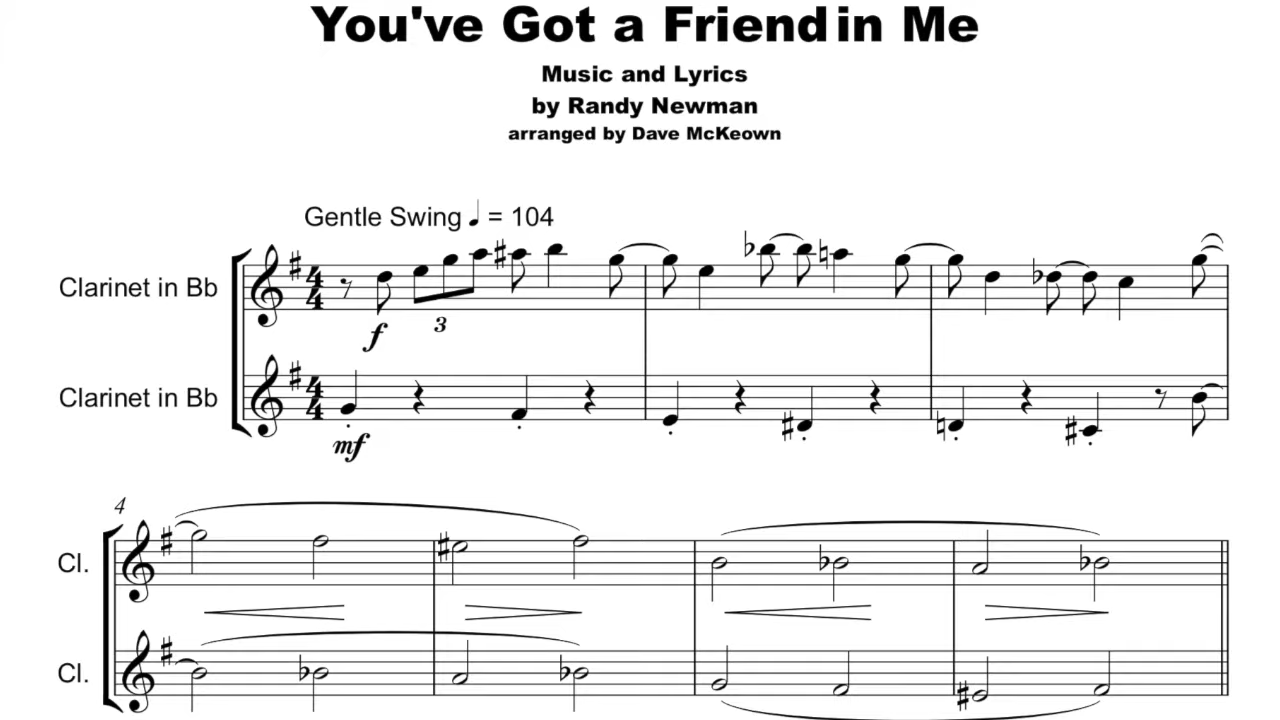 You've Got a Friend in Me
Music and Lyrics
by Randy Newman
arranged by Dave McKeown
Gentle Swing ♩ = 104
Clarinet in Bb
f
3
Clarinet in Bb
mf
4
Cl.
Cl.